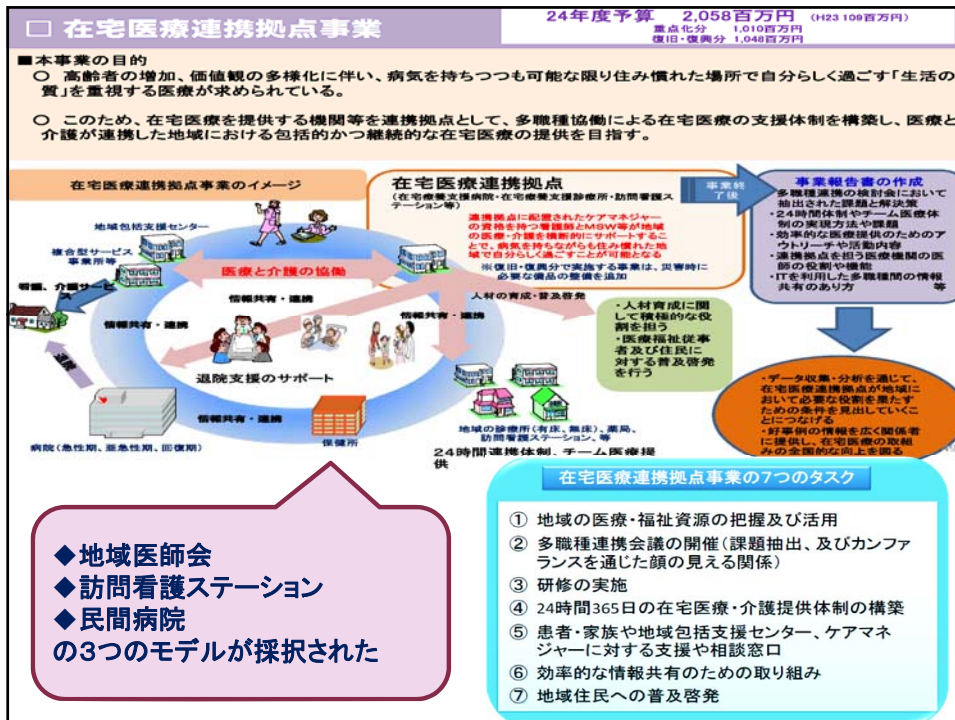 □ 在宅医療連携拠点事業
24年度予算 2,058百万円 (H23 109百万円)
重点化分 1,010百万円
復旧・復興分 1,048百万円
■本事業の目的
○ 高齢者の増加、価値観の多様化に伴い、病気を持ちつつも可能な限り住み慣れた場所で自分らしく過ごす「生活の
質」を重視する医療が求められている。
○ このため、在宅医療を提供する機関等を連携拠点として、多職種協働による在宅医療の支援体制を構築し、医療と
介護が連携した地域における包括的かつ継続的な在宅医療の提供を目指す。
在宅医療連携拠点事業のイメージ
地域包括支援センター
複合型サービス
事業所等
看護、介護サービ
ス
医療と介護の協働
情報共有・連携
情報共有・連携
情報共有・連携
退院
退院支援のサポート
情報共有・連携
病院(急性期、亜急性期、回復期)
保健所
在宅医療連携拠点
(在宅療養支援病院・在宅療養支援診療所・訪問看護ス
テーション等)
連携拠点に配置されたケアマネジャー
の資格を持つ看護師とMSW等が地域
の医療・介護を横断的にサポートするこ
とで、病気を持ちながらも住み慣れた地
域で自分らしく過ごすことが可能となる
※復旧・復興分で実施する事業は、災害時に
必要な備品の整備を追加
人材の育成・普及啓発
・人材育成に関
して積極的な役
割を担う
・医療福祉従事
者及び住民に
対する普及啓発
を行う
地域の診療所(有床、無床)、薬局、
訪問看護ステーション、等
24時間連携体制、チーム医療提
供
事業終
了後
事業報告書の作成
・多職種連携の検討会において
抽出された課題と解決策
・24時間体制やチーム医療体
制の実現方法や課題
・効率的な医療提供のためのア
ウトリーチや活動内容
・連携拠点を担う医療機関の医
師の役割や機能
・ITを利用した多職種間の情報
共有のあり方 等
・データ収集・分析を通じて、
在宅医療連携拠点が地域に
おいて必要な役割を果たす
ための条件を見出していくこ
とにつなげる
・好事例の情報を広く関係者
に提供し、在宅医療の取組
みの全国的な向上を図る
◆地域医師会
◆訪問看護ステーション
◆民間病院
の3つのモデルが採択された
在宅医療連携拠点事業の7つのタスク
① 地域の医療・福祉資源の把握及び活用
② 多職種連携会議の開催(課題抽出、及びカンファ
ランスを通じた顔の見える関係)
③ 研修の実施
④ 24時間365日の在宅医療・介護提供体制の構築
⑤ 患者・家族や地域包括支援センター、ケアマネ
ジャーに対する支援や相談窓口
⑥ 効率的な情報共有のための取り組み
⑦ 地域住民への普及啓発